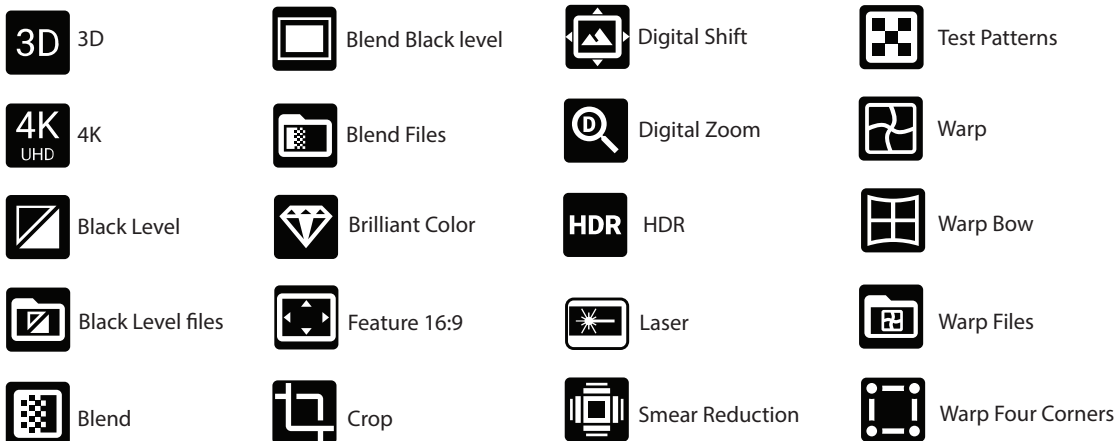 3D 3D
Blend Black level
Digital Shift
Test Patterns
4K UHD 4K
Blend Files
D Digital Zoom
Warp
Black Level
Brilliant Color
HDR HDR
Warp Bow
Black Level files
Feature 16:9
Laser
Warp Files
Blend
Crop
Smear Reduction
Warp Four Corners